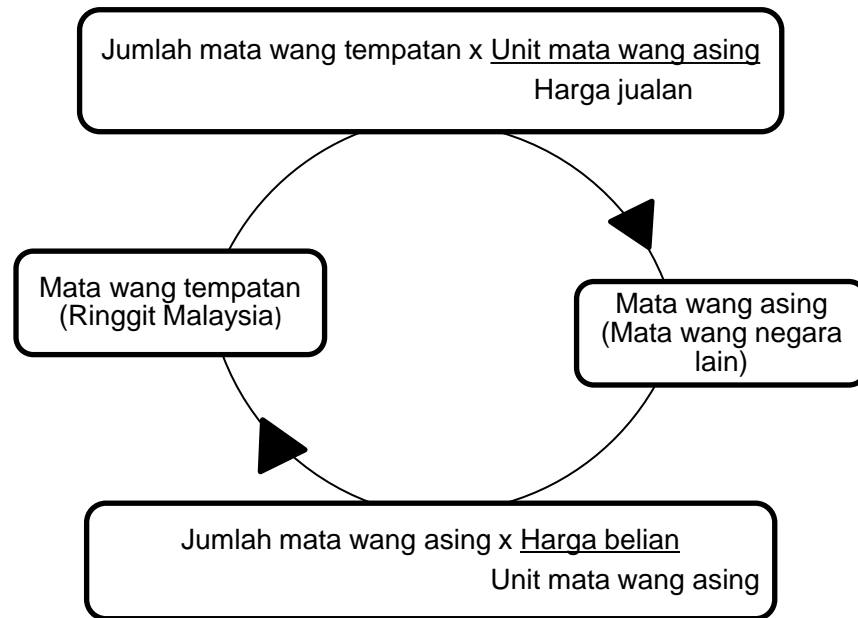 Jumlah mata wang tempatan x Unit mata wang asing
Harga jualan
Mata wang tempatan
(Ringgit Malaysia)
Mata wang asing
(Mata wang negara
lain)
Jumlah mata wang asing x Harga belian
Unit mata wang asing